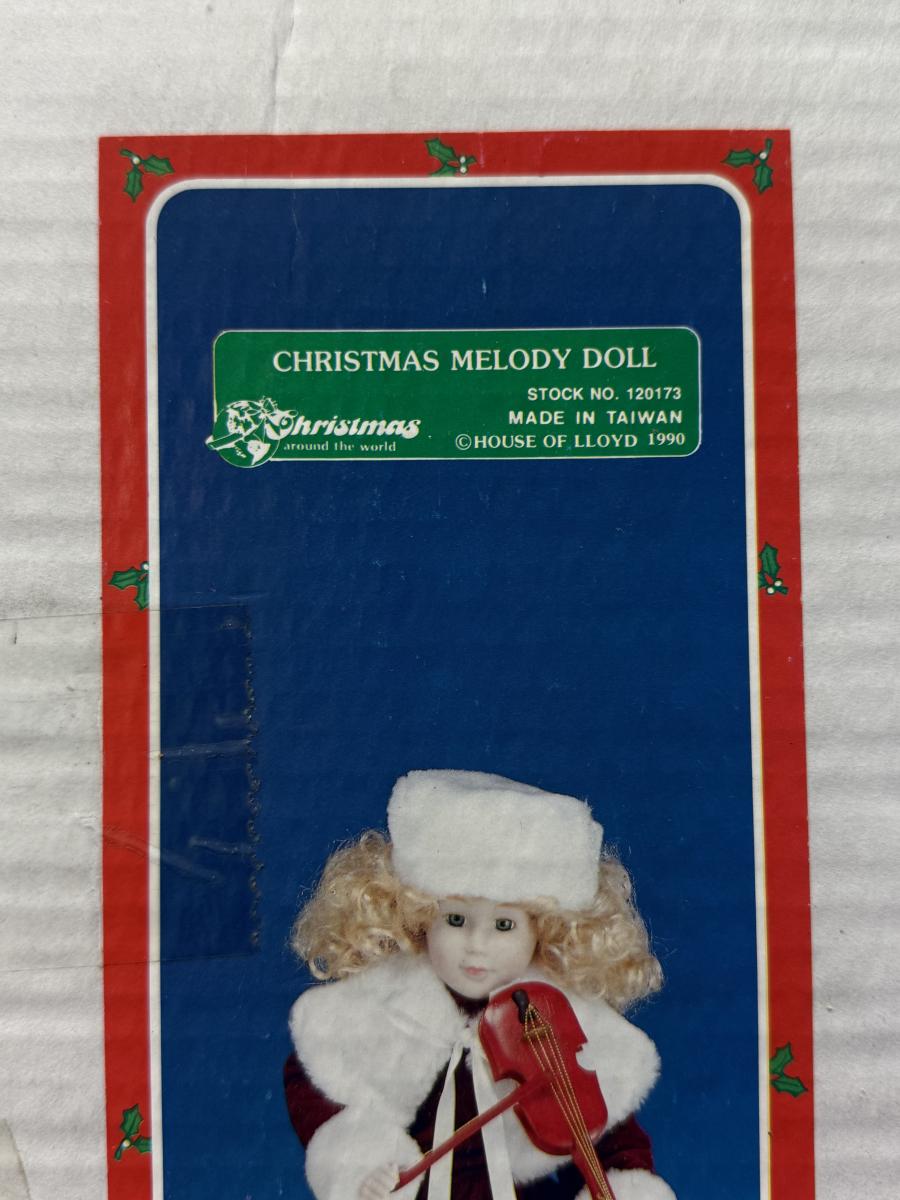 CHRISTMAS MELODY DOLL
STOCK NO. 120173
MADE IN TAIWAN
©HOUSE OF LLOYD 1990
Christmas
around the world